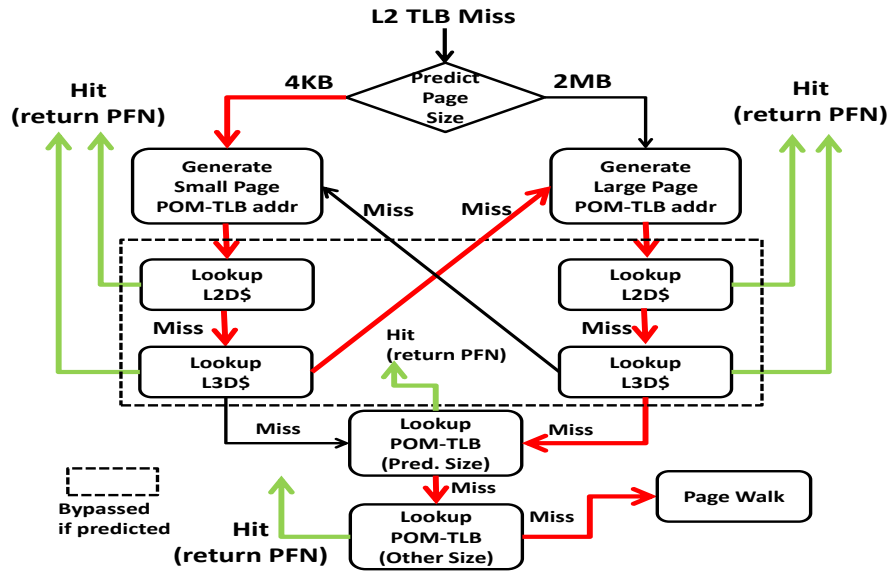 L2 TLB Miss
4KB
Predict
Page
Size
2MB
Hit
(return PFN)
Hit
(return PFN)
Generate
Small Page
POM-TLB addr
Generate
Large Page
POM-TLB addr
Miss
Miss
Lookup
L2D$
Lookup
L2D$
Miss
Miss
Hit
(return PFN)
Lookup
L3D$
Lookup
L3D$
Miss
Lookup
POM-TLB
(Pred. Size)
Miss
Miss
Bypassed
if predicted
Hit
(return PFN)
Lookup
POM-TLB
(Other Size)
Miss
Page Walk